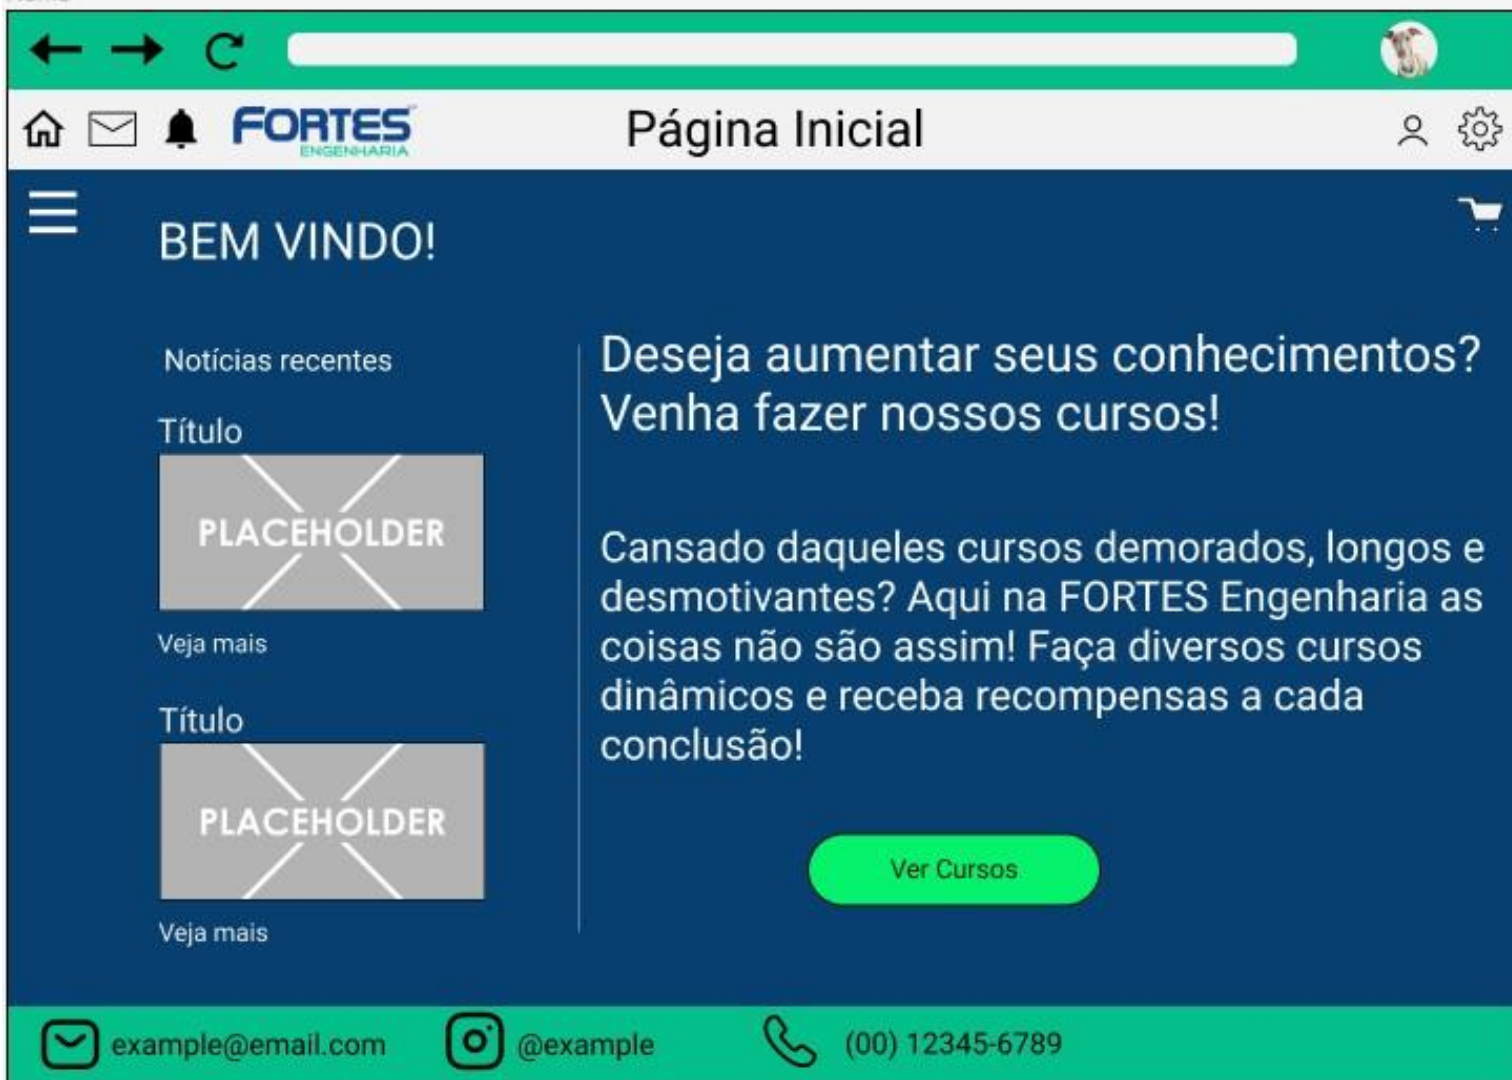 FORTES
ENGENHARIA
Página Inicial
BEM VINDO!
Notícias recentes
Título
PLACEHOLDER
Veja mais
Título
PLACEHOLDER
Veja mais
Deseja aumentar seus conhecimentos?
Venha fazer nossos cursos!
Cansado daqueles cursos demorados, longos e
desmotivantes? Aqui na FORTES Engenharia as
coisas não são assim! Faça diversos cursos
dinâmicos e receba recompensas a cada
conclusão!
Ver Cursos
example@email.com
@example
(00) 12345-6789